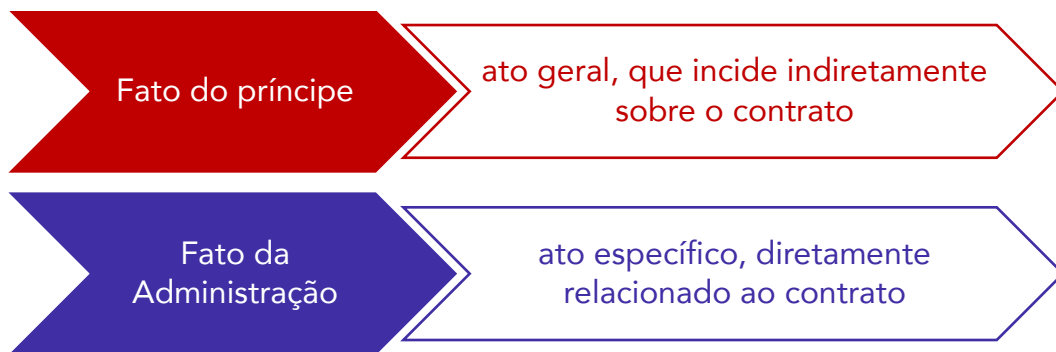 Fato do príncipe
ato geral, que incide indiretamente
sobre o contrato
Fato da
Administração
ato específico, diretamente
relacionado ao contrato